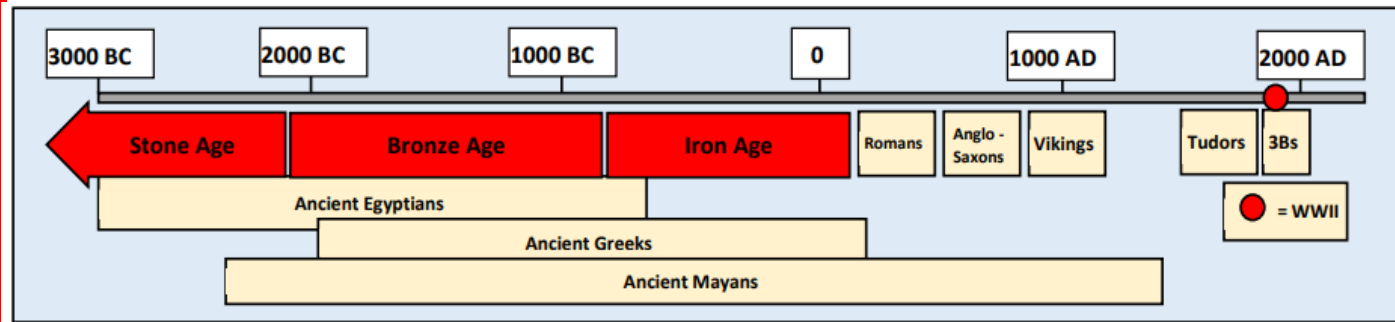 3000 BC
2000 BC
1000 BC
0
1000 AD
2000 AD
Stone Age
Bronze Age
Iron Age
Romans
Anglo -
Saxons
Vikings
Tudors
3Bs
Ancient Egyptians
= WWII
Ancient Greeks
Ancient Mayans